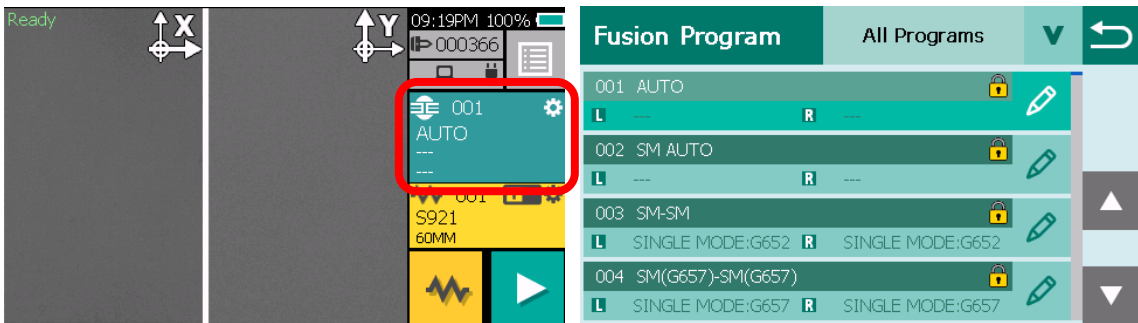 Ready
X
Y
09:19PM 100%
000366
001
AUTO
---
---
001
S921
60MM
Fusion Program
All Programs
V
001 AUTO
L --- R ---
002 SM AUTO
L --- R ---
003 SM-SM
L SINGLE MODE:G652 R SINGLE MODE:G652
004 SM(G657)-SM(G657)
L SINGLE MODE:G657 R SINGLE MODE:G657